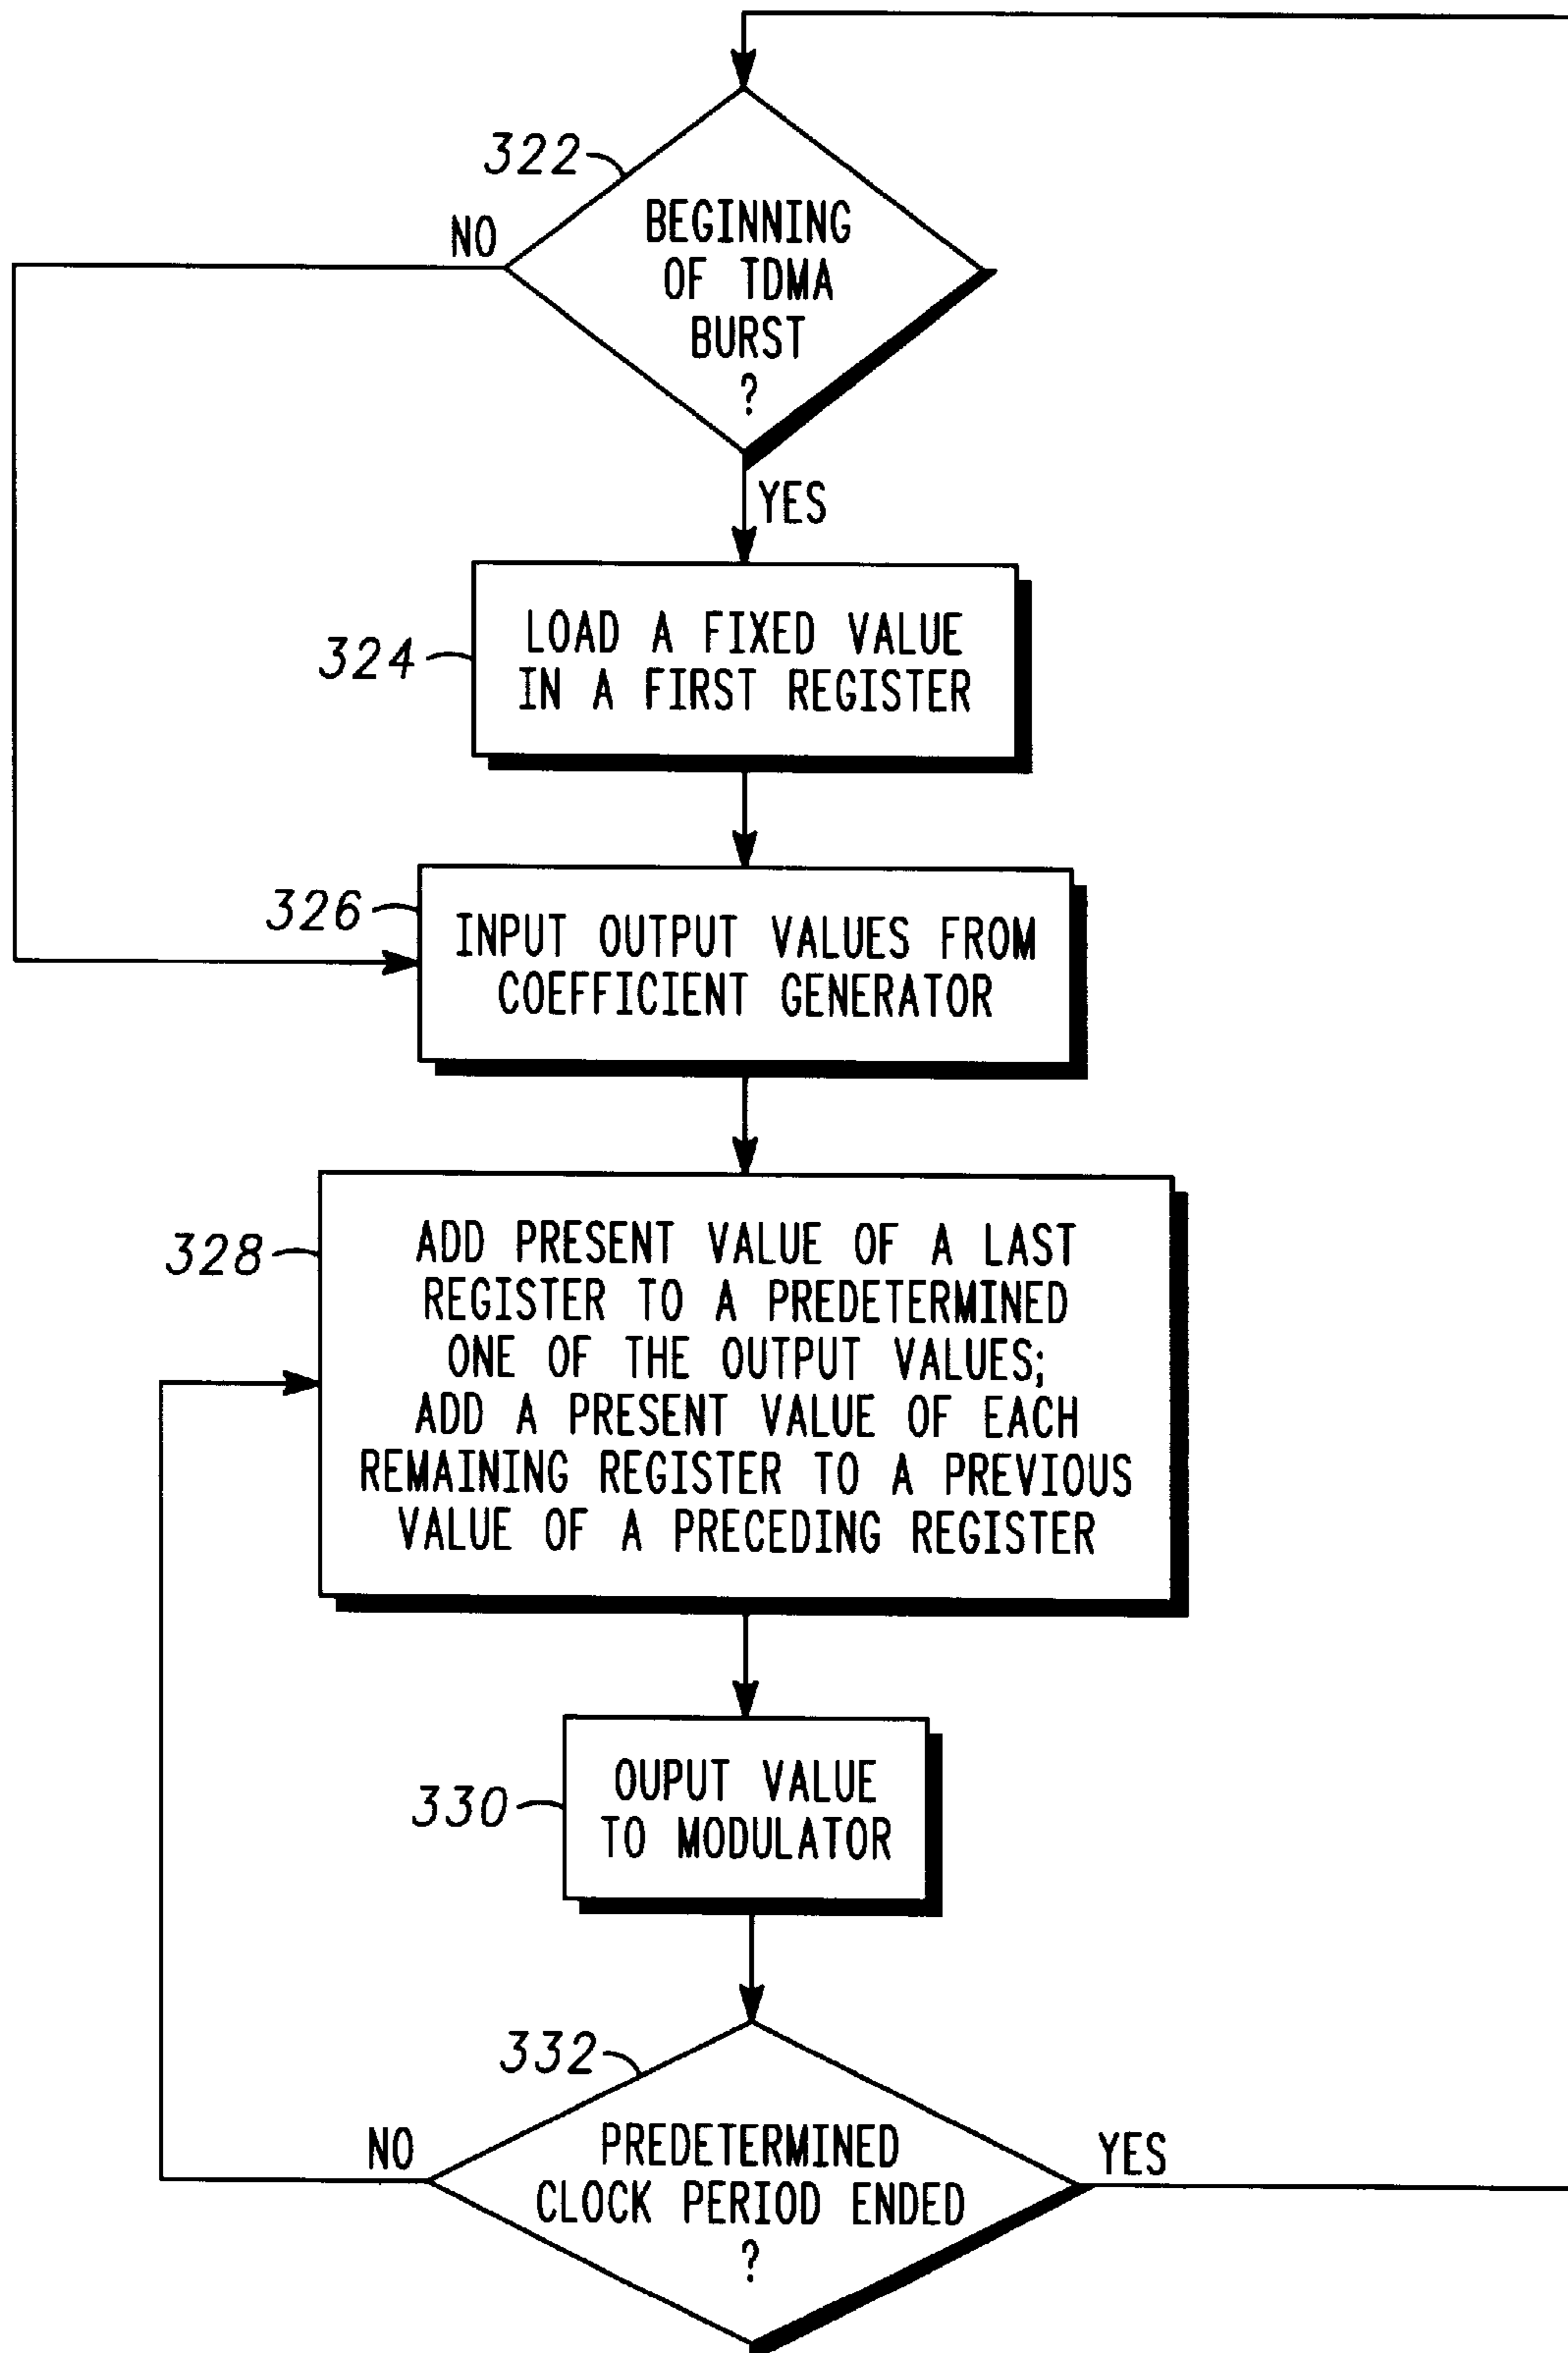 322
BEGINNING
OF TDMA
BURST
?
NO
YES
324
LOAD A FIXED VALUE
IN A FIRST REGISTER
326
INPUT OUTPUT VALUES FROM
COEFFICIENT GENERATOR
328
ADD PRESENT VALUE OF A LAST
REGISTER TO A PREDETERMINED
ONE OF THE OUTPUT VALUES;
ADD A PRESENT VALUE OF EACH
REMAINING REGISTER TO A PREVIOUS
VALUE OF A PRECEDING REGISTER
330
OUPUT VALUE
TO MODULATOR
332
NO
PREDETERMINED
CLOCK PERIOD ENDED
?
YES